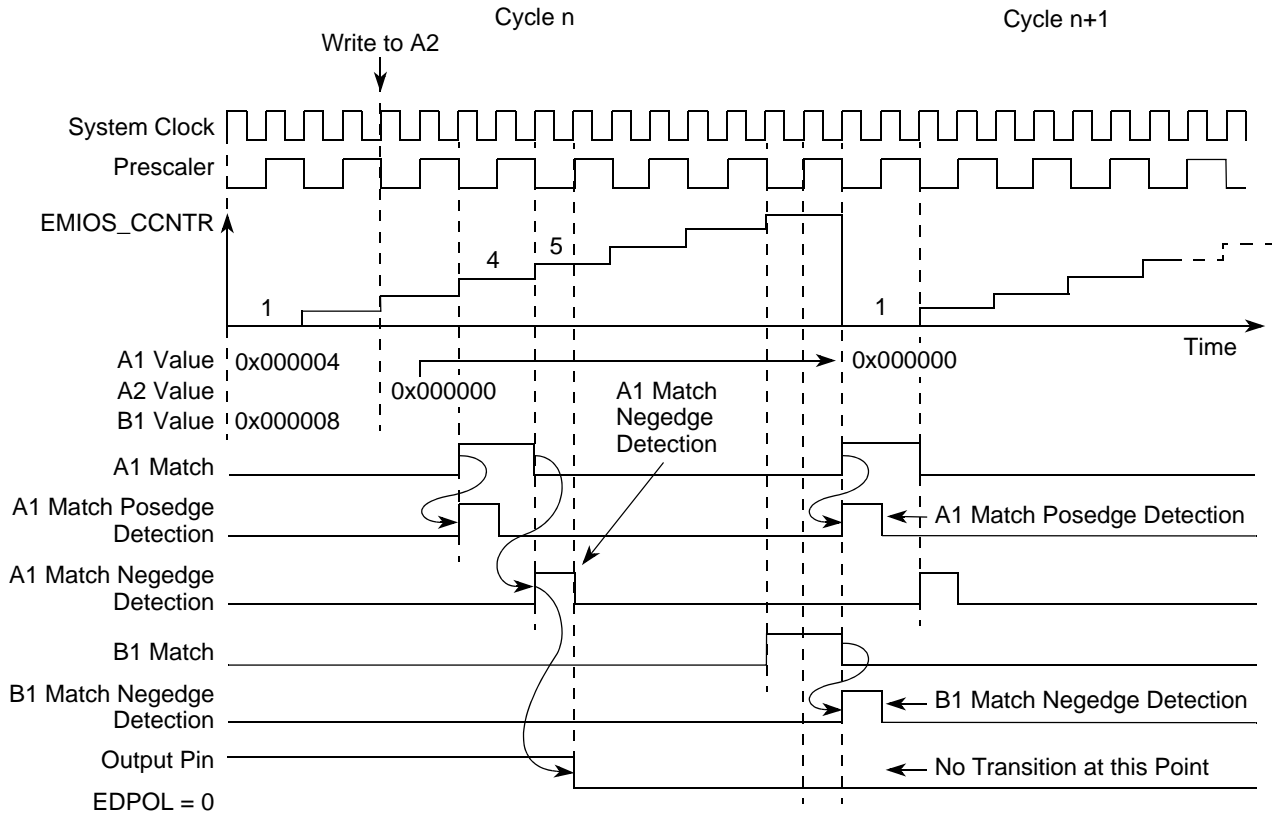 Cycle n
Cycle n+1
Write to A2
System Clock
Prescaler
EMIOS_CCNTR
1
4
5
1
Time
A1 Value 0x000004
0x000000
A2 Value 0x000000
B1 Value 0x000008
A1 Match
Negedge
Detection
A1 Match
A1 Match Posedge
Detection
A1 Match Posedge Detection
A1 Match Negedge
Detection
B1 Match
B1 Match Negedge
Detection
B1 Match Negedge Detection
Output Pin
No Transition at this Point
EDPOL = 0